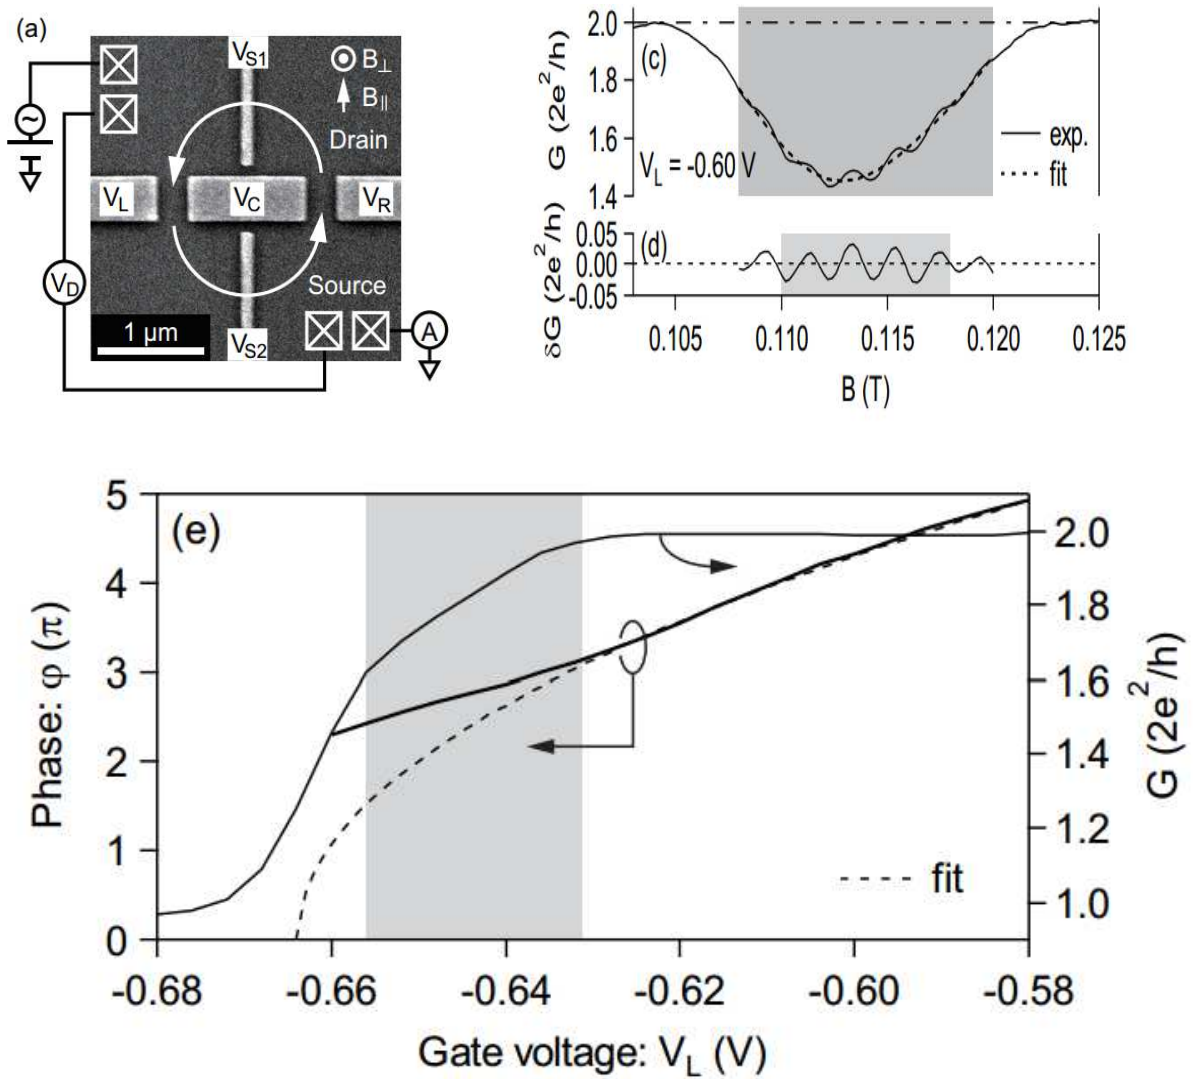 (a)
V_S1
B⊥
B∥
Drain
~
V_L
V_C
V_R
V_D
Source
1 μm
V_S2
A
G (2e²/h)
2.0
1.8
1.6
1.4
(c)
V_L = -0.60 V
exp.
fit
δG (2e²/h)
0.05
0.00
-0.05
(d)
0.105
0.110
0.115
0.120
0.125
B (T)
(e)
Phase: φ (π)
5
4
3
2
1
0
2.0
1.8
1.6
1.4
1.2
1.0
G (2e²/h)
fit
-0.68
-0.66
-0.64
-0.62
-0.60
-0.58
Gate voltage: V_L (V)